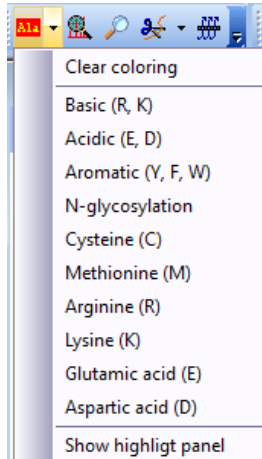 Ala
Clear coloring
Basic (R, K)
Acidic (E, D)
Aromatic (Y, F, W)
N-glycosylation
Cysteine (C)
Methionine (M)
Arginine (R)
Lysine (K)
Glutamic acid (E)
Aspartic acid (D)
Show highligt panel